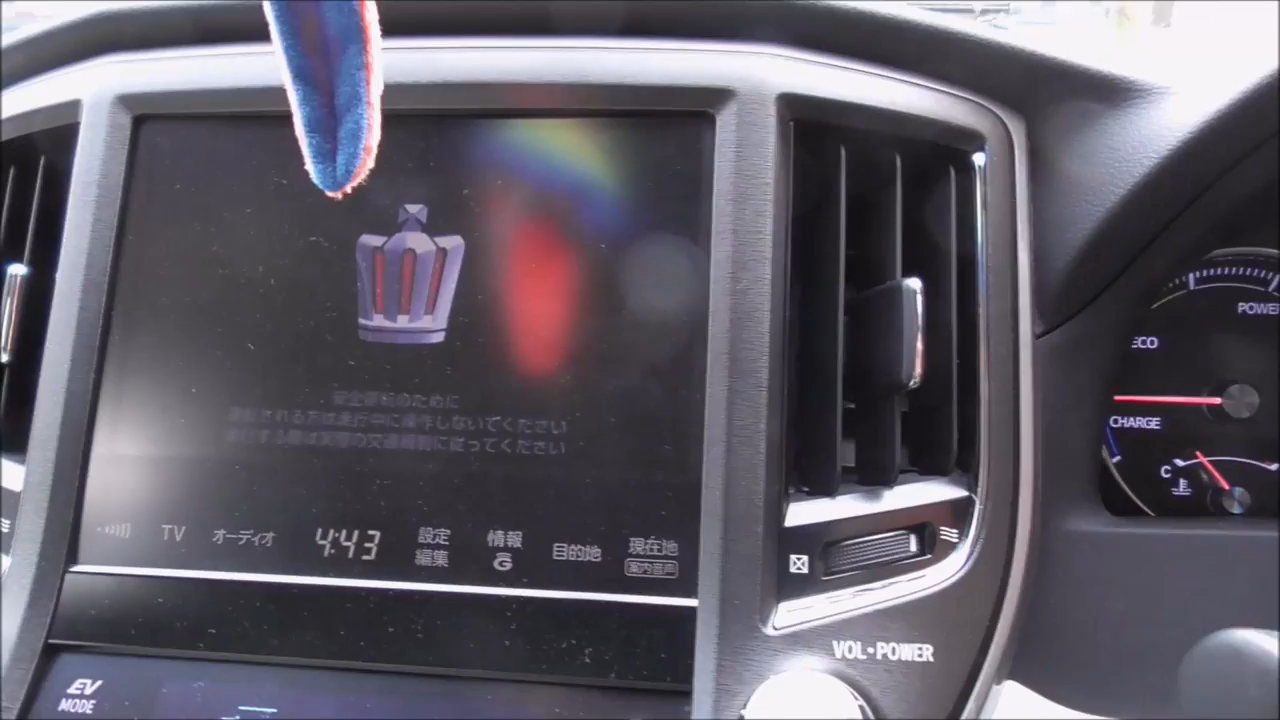 安全運転のために
運転される方は走行中に操作しないでください
走行する際は実際の交通規制に従ってください
TV
オーディオ
4:43
設定
編集
情報
G
目的地
現在地
案内音声
VOL•POWER
EV
MODE
POWER
ECO
CHARGE
C